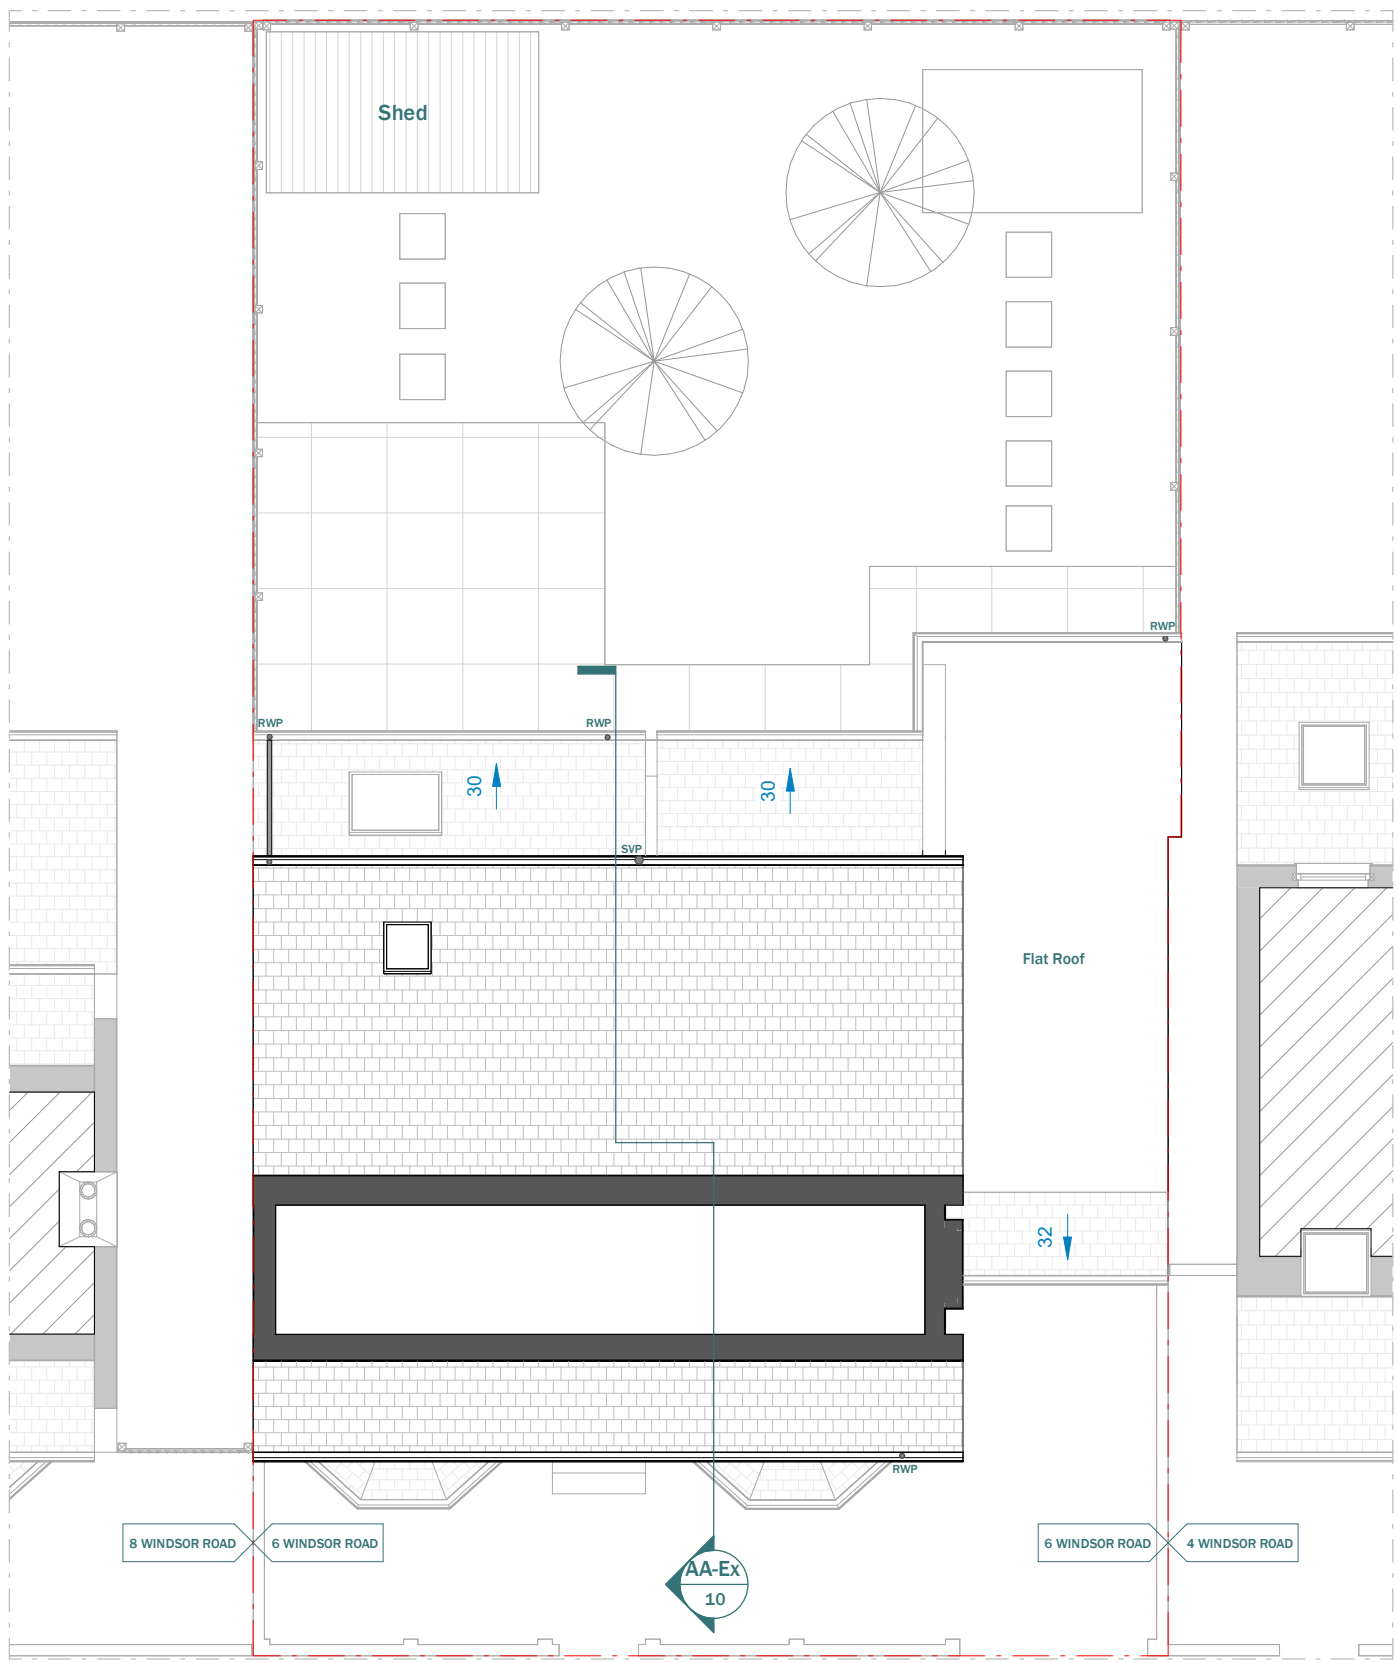 Shed
RWP
RWP
RWP
30
30
SVP
Flat Roof
32
RWP
8 WINDSOR ROAD
6 WINDSOR ROAD
6 WINDSOR ROAD
4 WINDSOR ROAD
AA-Ex
10